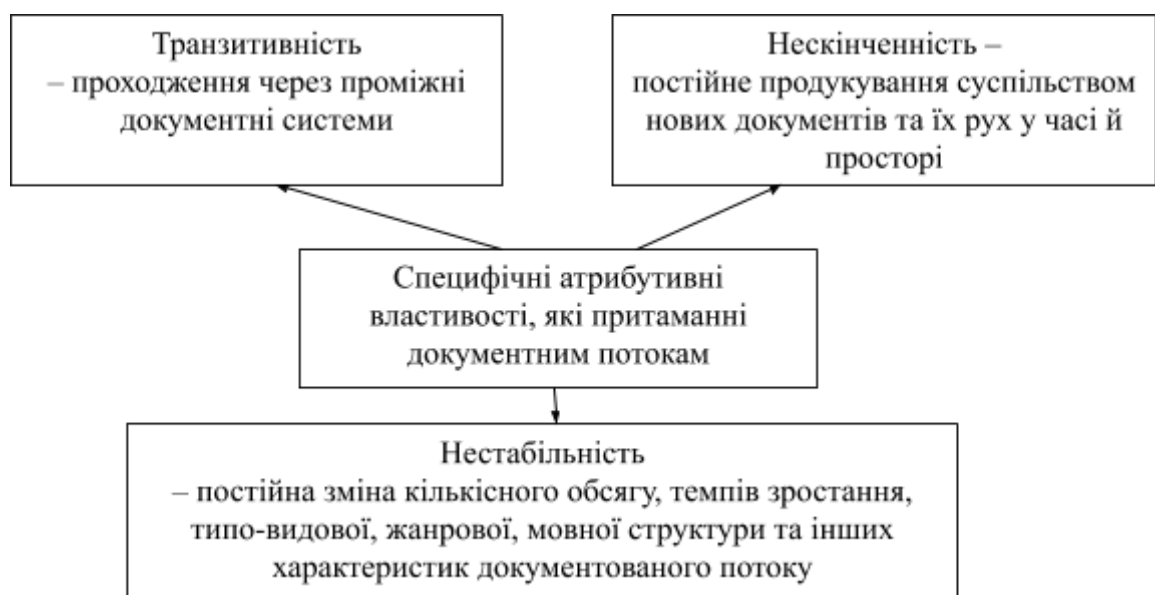 Транзитивність
– проходження через проміжні
документні системи
Нескінченність –
постійне продукування суспільством
нових документів та їх рух у часі й
просторі
Специфічні атрибутивні
властивості, які притаманні
документним потокам
Нестабільність
– постійна зміна кількісного обсягу, темпів зростання,
типо-видової, жанрової, мовної структури та інших
характеристик документованого потоку